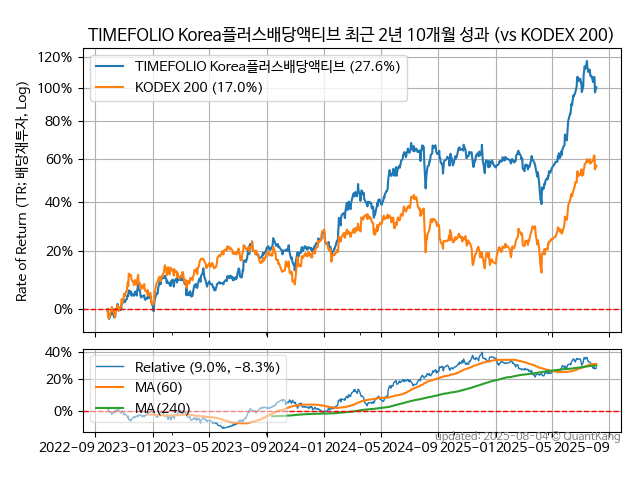 TIMEFOLIO Korea플러스배당액티브 최근 2년 10개월 성과 (vs KODEX 200)
120%
100%
80%
60%
40%
20%
0%
Rate of Return (TR: 배당재투자, Log)
TIMEFOLIO Korea플러스배당액티브 (27.6%)
KODEX 200 (17.0%)
40%
20%
0%
Relative (9.0%, −8.3%)
MA(60)
MA(240)
2022-09 2023-01 2023-05 2023-09 2024-01 2024-05 2024-09 2025-01 2025-05 2025-09
Updated: 2025-08-04 © QuantKang